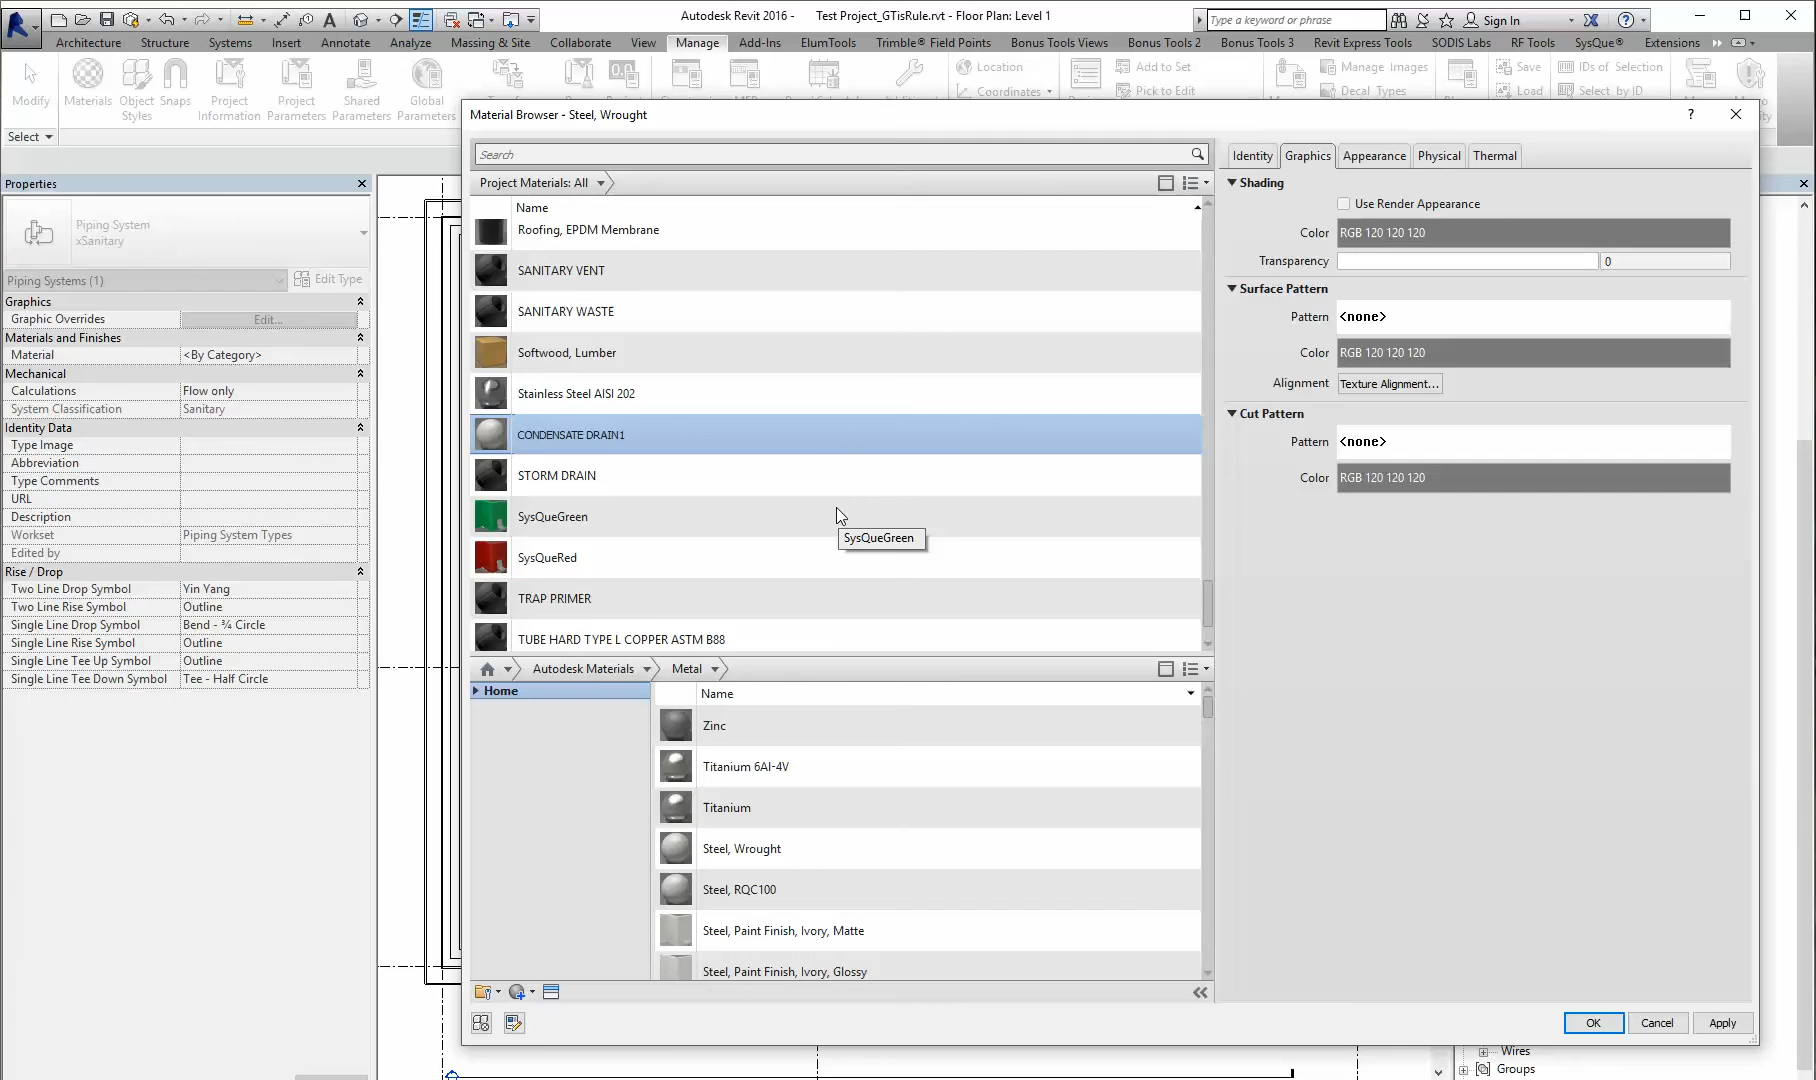 Autodesk Revit 2016 - Test Project_GTisRule.rvt - Floor Plan: Level 1
Type a keyword or phrase
Sign In
Architecture Structure Systems Insert Annotate Analyze Massing & Site Collaborate View Manage Add-Ins ElumTools Trimble® Field Points Bonus Tools Views Bonus Tools 2 Bonus Tools 3 Revit Express Tools SODIS Labs RF Tools SysQue® Extensions
Modify
Materials
Object Styles
Snaps
Project Information
Project Parameters
Shared Parameters
Global Parameters
Location
Coordinates
Add to Set
Pick to Edit
Manage Images
Decal Types
Save
Load
IDs of Selection
Select by ID
Select
Properties
Piping System
xSanitary
Piping Systems (1)
Edit Type
Graphics
Graphic Overrides Edit...
Materials and Finishes
Material <By Category>
Mechanical
Calculations Flow only
System Classification Sanitary
Identity Data
Type Image
Abbreviation
Type Comments
URL
Description
Workset Piping System Types
Edited by
Rise / Drop
Two Line Drop Symbol Yin Yang
Two Line Rise Symbol Outline
Single Line Drop Symbol Bend - ¾ Circle
Single Line Rise Symbol Outline
Single Line Tee Up Symbol Outline
Single Line Tee Down Symbol Tee - Half Circle
Material Browser - Steel, Wrought
?
Search
Project Materials: All
Name
Roofing, EPDM Membrane
SANITARY VENT
SANITARY WASTE
Softwood, Lumber
Stainless Steel AISI 202
CONDENSATE DRAIN1
STORM DRAIN
SysQueGreen
SysQueGreen
SysQueRed
TRAP PRIMER
TUBE HARD TYPE L COPPER ASTM B88
Autodesk Materials Metal
Home
Name
Zinc
Titanium 6Al-4V
Titanium
Steel, Wrought
Steel, RQC100
Steel, Paint Finish, Ivory, Matte
Steel, Paint Finish, Ivory, Glossy
Identity Graphics Appearance Physical Thermal
Shading
Use Render Appearance
Color RGB 120 120 120
Transparency 0
Surface Pattern
Pattern <none>
Color RGB 120 120 120
Alignment Texture Alignment...
Cut Pattern
Pattern <none>
Color RGB 120 120 120
OK Cancel Apply
Wires
Groups